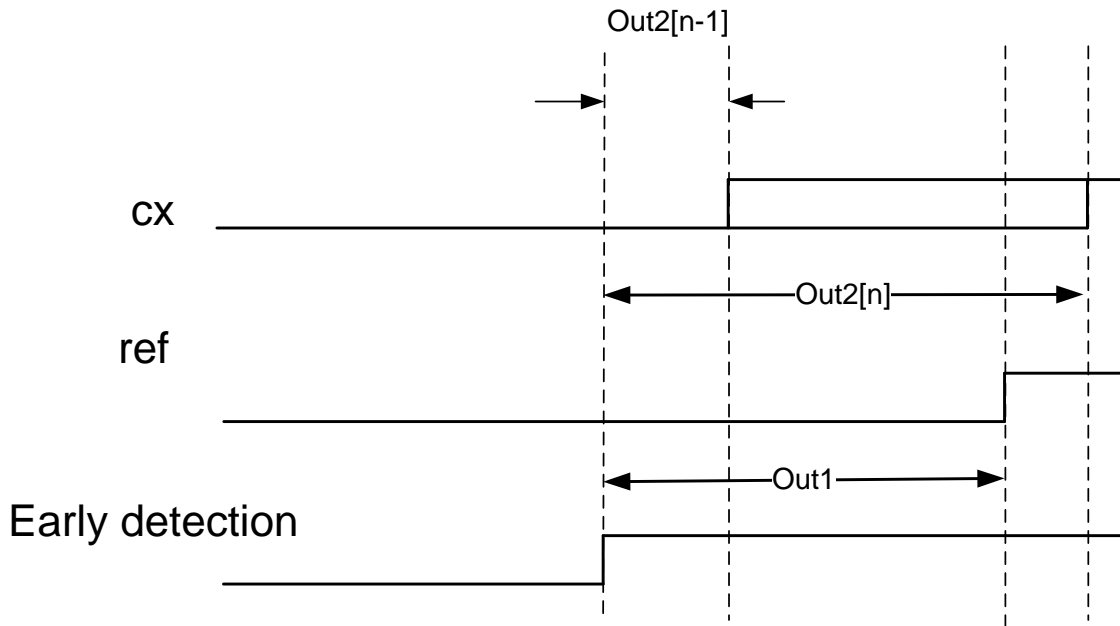 Out2[n-1]
cx
Out2[n]
ref
Out1
Early detection